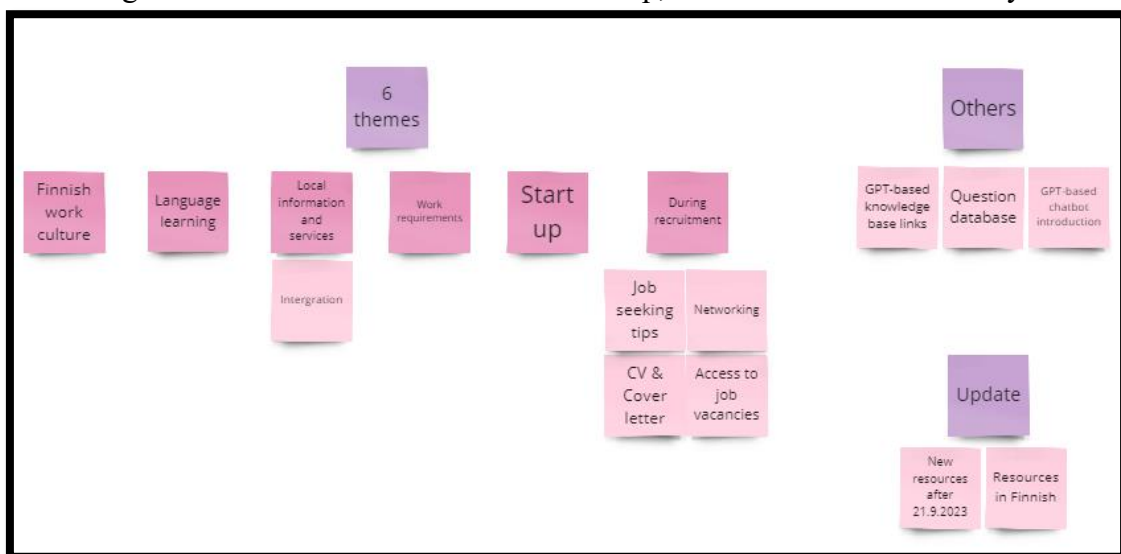 6
themes
Others
Finnish
work
culture
Language
learning
Local
information
and
services
Work
requirements
Start
up
During
recruitment
GPT-based
knowledge
base links
Question
database
GPT-based
chatbot
introduction
Intergration
Job
seeking
tips
Networking
CV &
Cover
letter
Access to
job
vacancies
Update
New
resources
after
21.9.2023
Resources
in Finnish